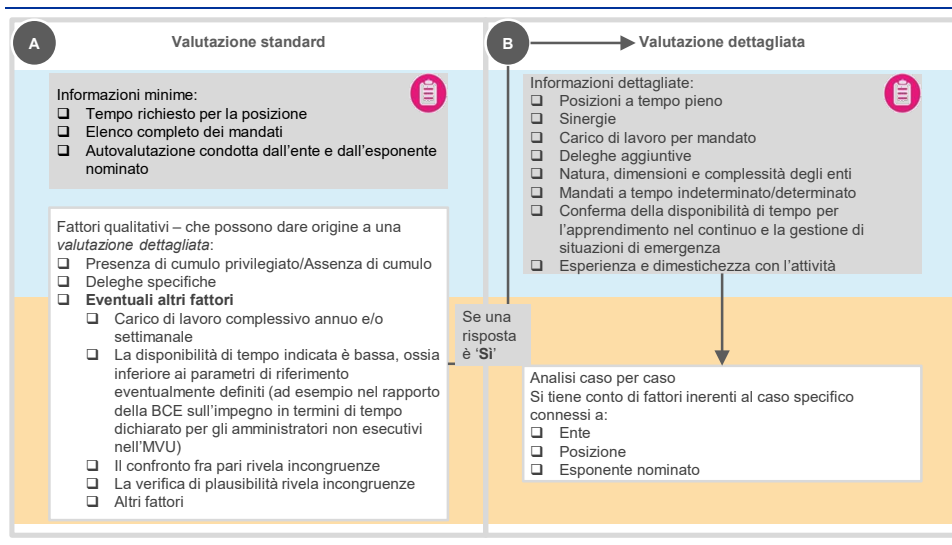 A
Valutazione standard
Informazioni minime:
❑ Tempo richiesto per la posizione
❑ Elenco completo dei mandati
❑ Autovalutazione condotta dall'ente e dall'esponente
nominato
Fattori qualitativi – che possono dare origine a una
valutazione dettagliata:
❑ Presenza di cumulo privilegiato/Assenza di cumulo
❑ Deleghe specifiche
❑ Eventuali altri fattori
❑ Carico di lavoro complessivo annuo e/o
settimanale
❑ La disponibilità di tempo indicata è bassa, ossia
inferiore ai parametri di riferimento
eventualmente definiti (ad esempio nel rapporto
della BCE sull'impegno in termini di tempo
dichiarato per gli amministratori non esecutivi
nell'MVU)
❑ Il confronto fra pari rivela incongruenze
❑ La verifica di plausibilità rivela incongruenze
❑ Altri fattori
Se una
risposta
è 'Sì'
B
Valutazione dettagliata
Informazioni dettagliate:
❑ Posizioni a tempo pieno
❑ Sinergie
❑ Carico di lavoro per mandato
❑ Deleghe aggiuntive
❑ Natura, dimensioni e complessità degli enti
❑ Mandati a tempo indeterminato/determinato
❑ Conferma della disponibilità di tempo per
l'apprendimento nel continuo e la gestione di
situazioni di emergenza
❑ Esperienza e dimestichezza con l'attività
Analisi caso per caso
Si tiene conto di fattori inerenti al caso specifico
connessi a:
❑ Ente
❑ Posizione
❑ Esponente nominato